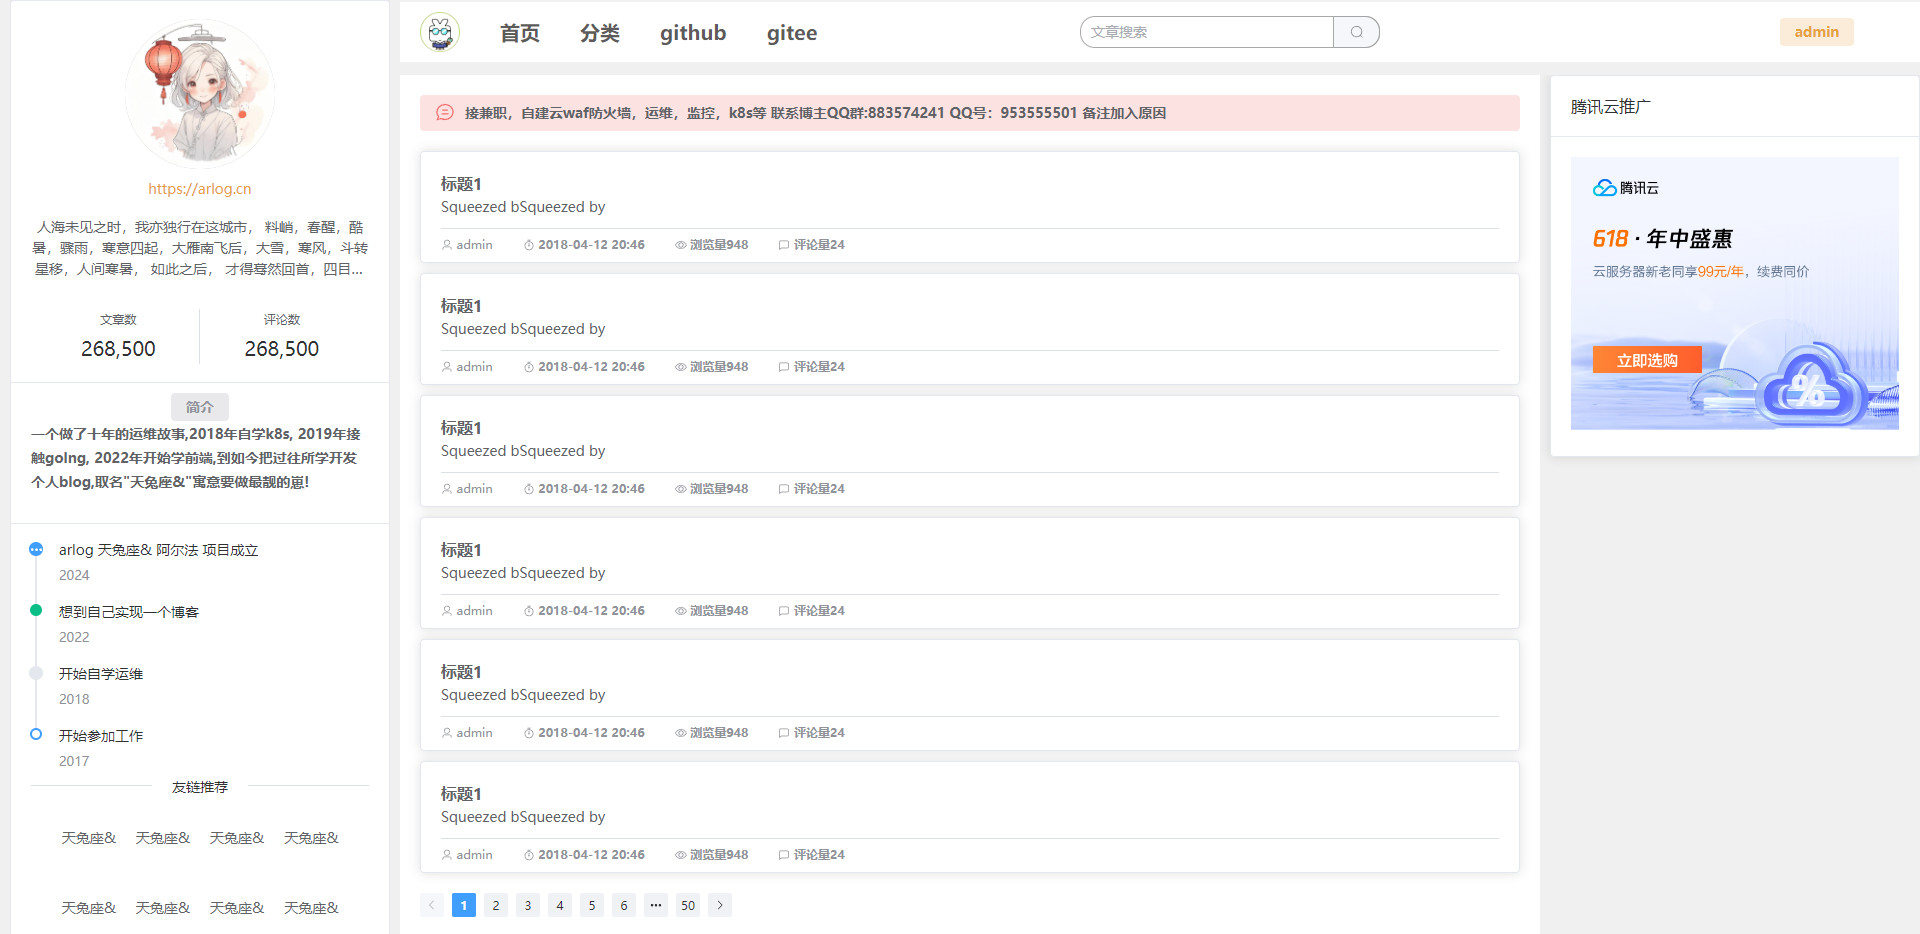 https://arlog.cn
人海未见之时，我亦独行在这城市， 料峭，春醒，酷
暑，骤雨，寒意四起，大雁南飞后，大雪，寒风，斗转
星移，人间寒暑， 如此之后， 才得蓦然回首，四目...
文章数
268,500
评论数
268,500
简介
一个做了十年的运维故事,2018年自学k8s, 2019年接
触golng, 2022年开始学前端,到如今把过往所学开发
个人blog,取名"天兔座&"寓意要做最靓的崽!
arlog 天兔座& 阿尔法 项目成立
2024
想到自己实现一个博客
2022
开始自学运维
2018
开始参加工作
2017
友链推荐
天兔座& 天兔座& 天兔座& 天兔座&
天兔座& 天兔座& 天兔座& 天兔座&
首页 分类 github gitee
文章搜索
admin
接兼职，自建云waf防火墙，运维，监控，k8s等 联系博主QQ群:883574241 QQ号：953555501 备注加入原因
标题1
Squeezed bSqueezed by
admin 2018-04-12 20:46 浏览量948 评论量24
标题1
Squeezed bSqueezed by
admin 2018-04-12 20:46 浏览量948 评论量24
标题1
Squeezed bSqueezed by
admin 2018-04-12 20:46 浏览量948 评论量24
标题1
Squeezed bSqueezed by
admin 2018-04-12 20:46 浏览量948 评论量24
标题1
Squeezed bSqueezed by
admin 2018-04-12 20:46 浏览量948 评论量24
标题1
Squeezed bSqueezed by
admin 2018-04-12 20:46 浏览量948 评论量24
1 2 3 4 5 6 ··· 50
腾讯云推广
腾讯云
618 · 年中盛惠
云服务器新老同享99元/年，续费同价
立即选购
%